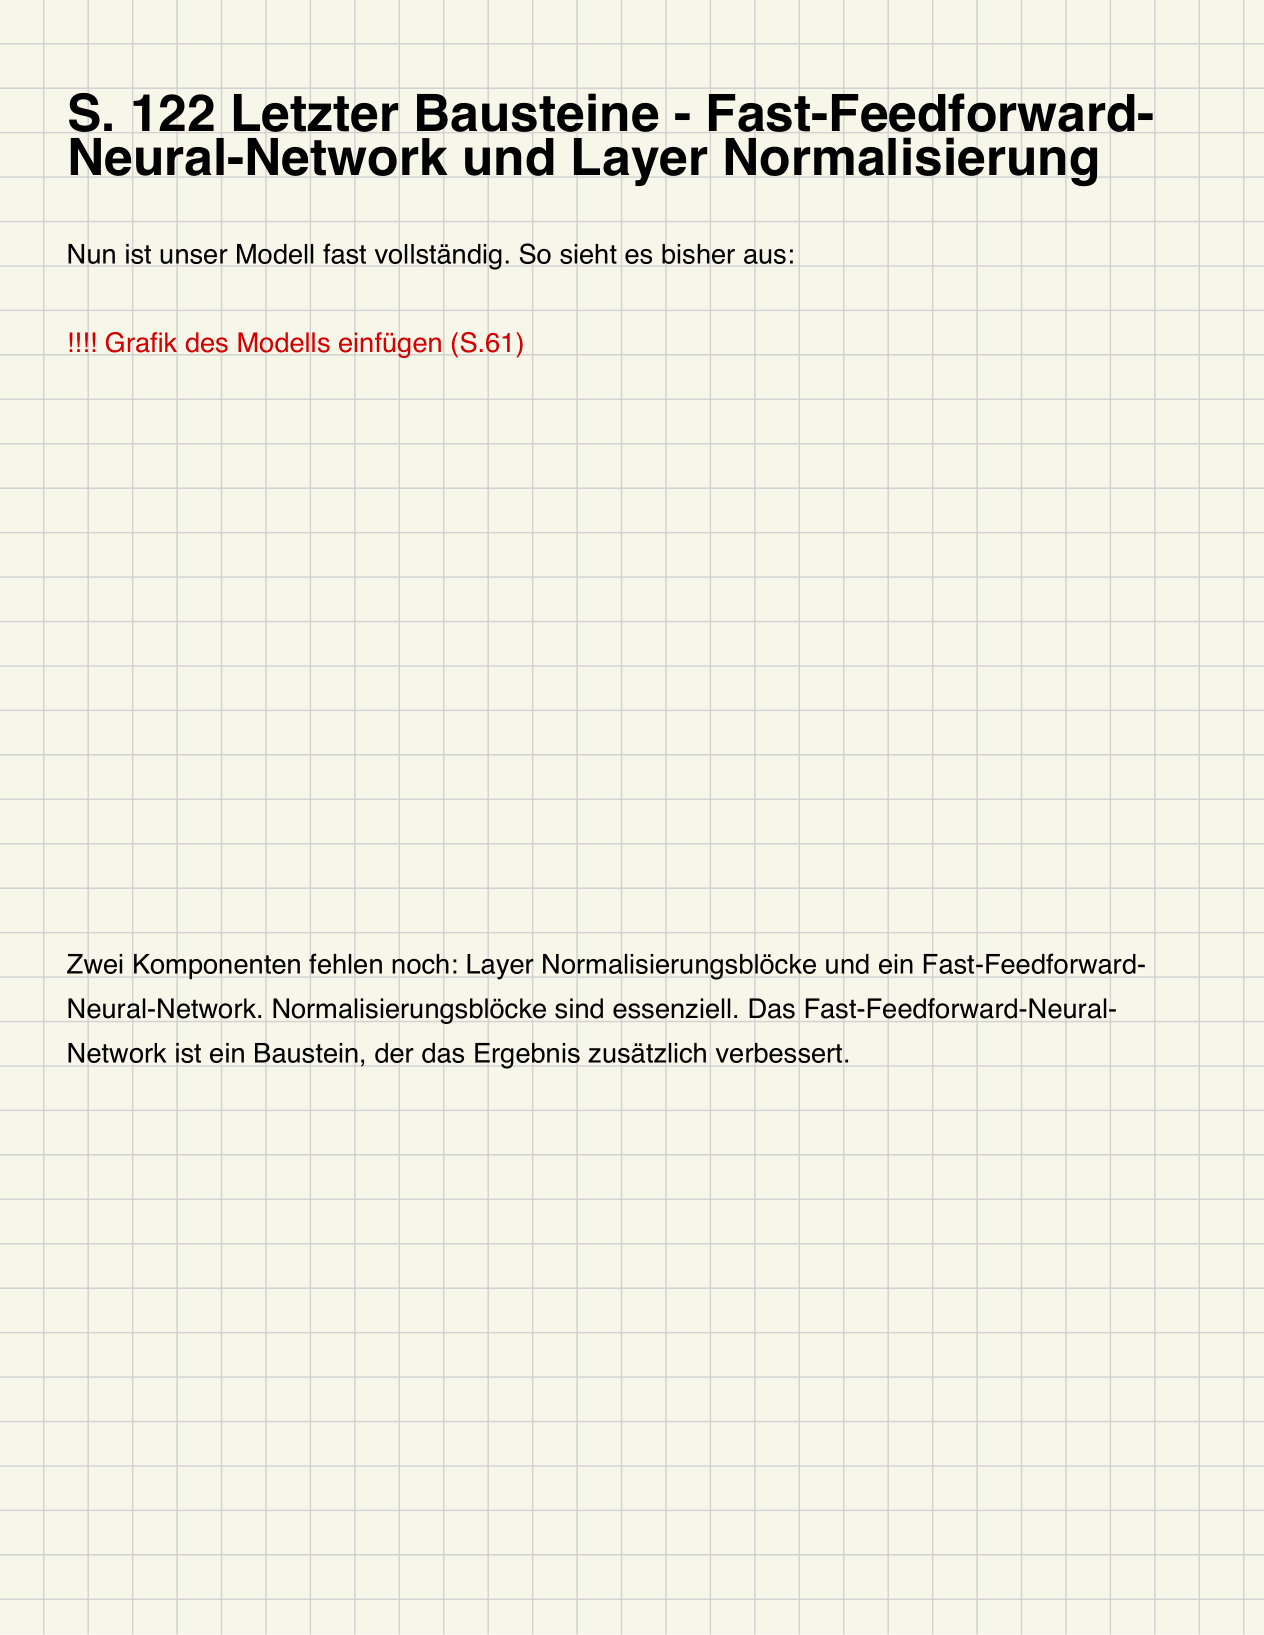 S. 122 Letzter Bausteine - Fast-Feedforward-
Neural-Network und Layer Normalisierung
Nun ist unser Modell fast vollständig. So sieht es bisher aus:
!!!! Grafik des Modells einfügen (S.61)
Zwei Komponenten fehlen noch: Layer Normalisierungsblöcke und ein Fast-Feedforward-
Neural-Network. Normalisierungsblöcke sind essenziell. Das Fast-Feedforward-Neural-
Network ist ein Baustein, der das Ergebnis zusätzlich verbessert.